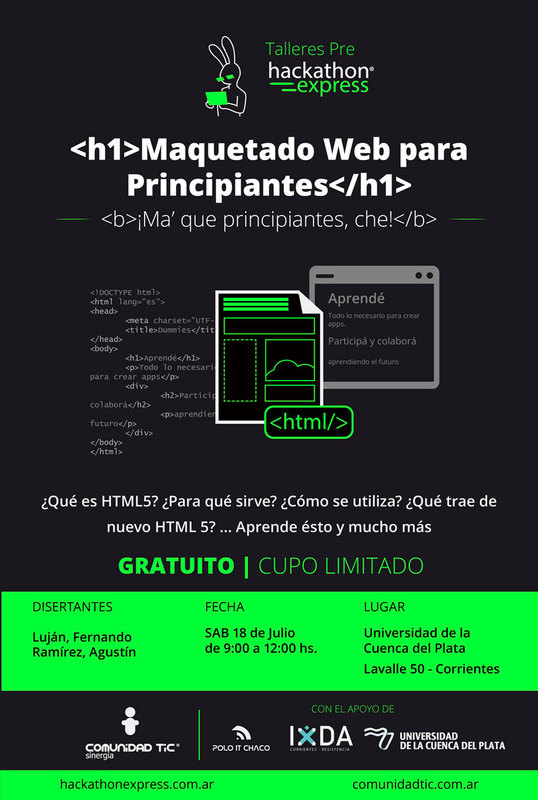 Talleres Pre
hackathon®
express
<h1>Maquetado Web para
Principiantes</h1>
<b>¡Ma’ que principiantes, che!</b>
<!DOCTYPE html>
<html lang="es">
<head>
<meta charset="UTF-
<title>Dummies</tit
</head>
<body>
<h1>Aprendé</h1>
<p>Todo lo necesari
para crear apps</p>
<div>
<h2>Particip
colaborá</h2>
<p>aprendien
futuro</p>
</div>
</body>
</html>
Aprendé
Todo lo necesario para crear
apps.
Participá y colaborá
aprendiendo el futuro
<html/>
¿Qué es HTML5? ¿Para qué sirve? ¿Cómo se utiliza? ¿Qué trae de
nuevo HTML 5? ... Aprende ésto y mucho más
GRATUITO | CUPO LIMITADO
DISERTANTES
Luján, Fernando
Ramírez, Agustín
FECHA
SAB 18 de Julio
de 9:00 a 12:00 hs.
LUGAR
Universidad de la
Cuenca del Plata
Lavalle 50 - Corrientes
COMUNIDAD TIC®
sinergia
POLO IT CHACO
CON EL APOYO DE
IXDA
CORRIENTES - RESISTENCIA
UNIVERSIDAD
DE LA CUENCA DEL PLATA
hackathonexpress.com.ar
comunidadtic.com.ar